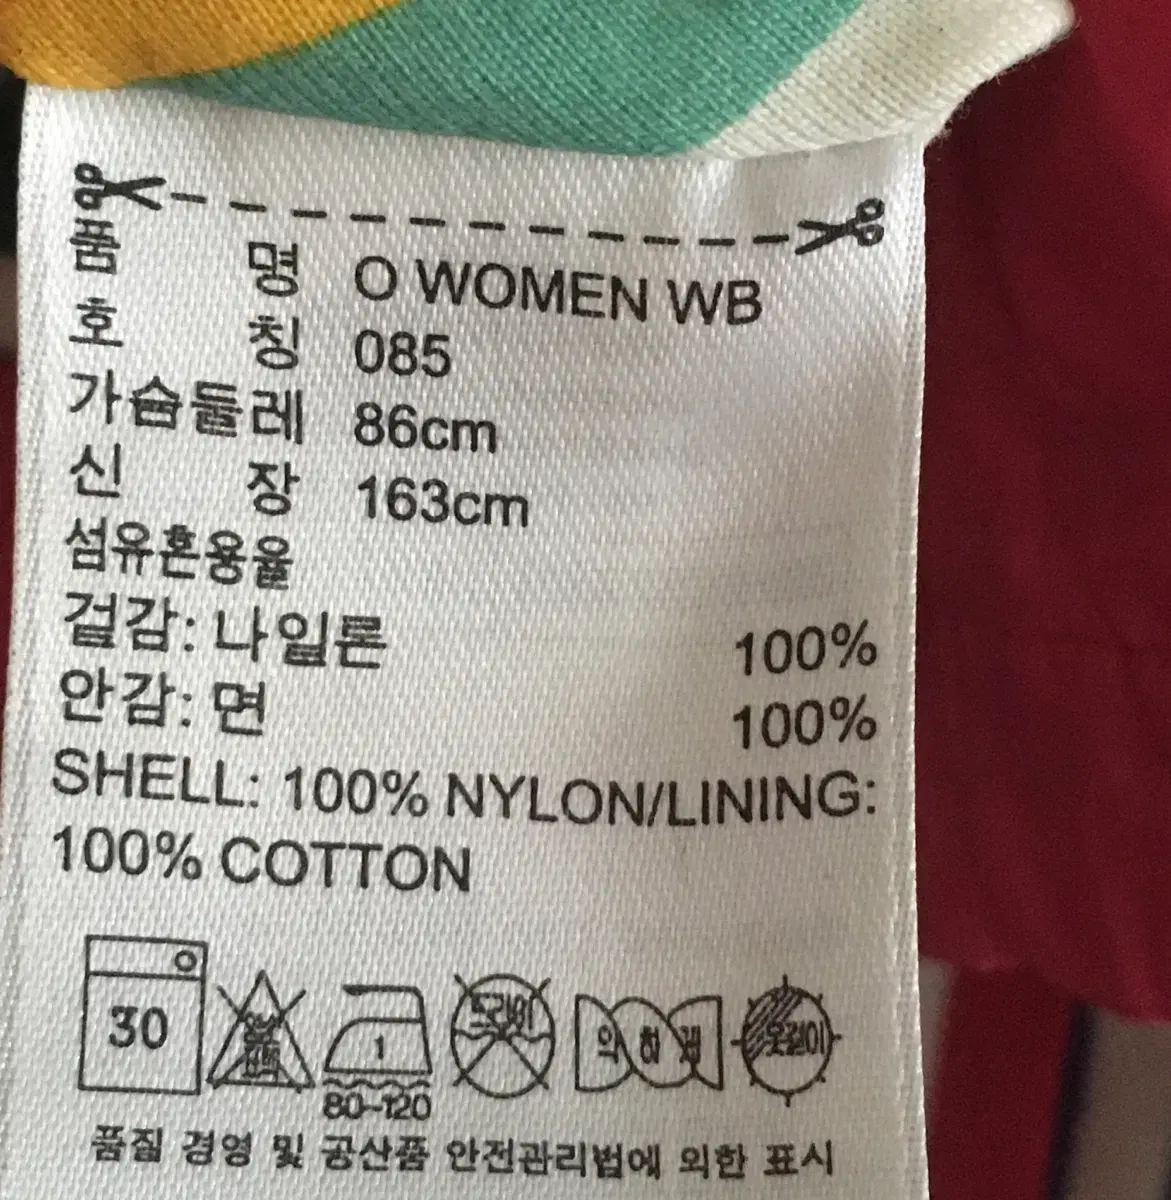 품 명 O WOMEN WB
호 칭 085
가슴둘레 86cm
신 장 163cm
섬유혼용율
겉감: 나일론 100%
안감: 면 100%
SHELL: 100% NYLON/LINING:
100% COTTON
30
1
드라이
약하게
옷걸이
80~120
품질 경영 및 공산품 안전관리법에 의한 표시